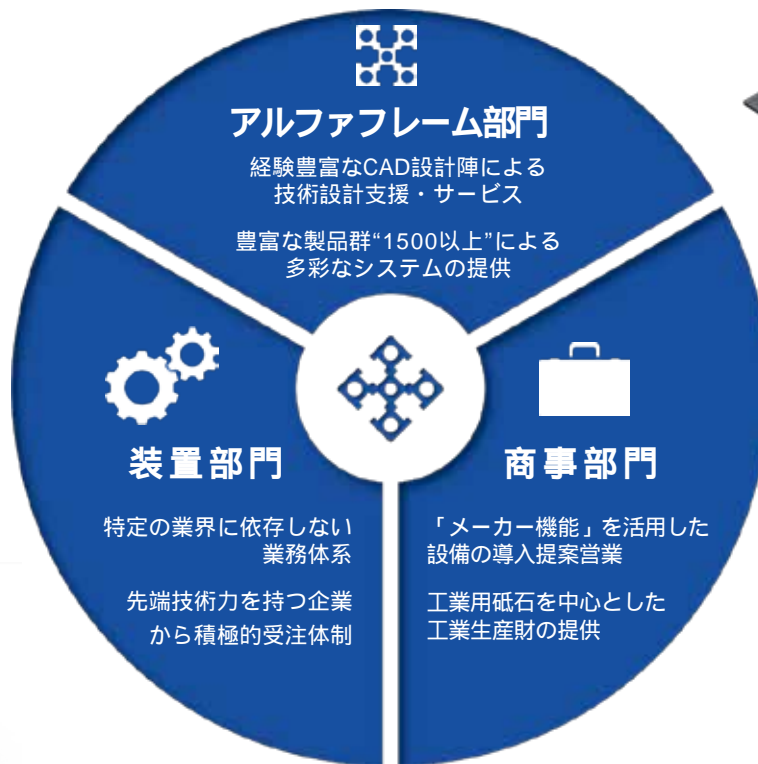 アルファフレーム部門
経験豊富なCAD設計陣による
技術設計支援・サービス
豊富な製品群“1500以上”による
多彩なシステムの提供
装置部門
特定の業界に依存しない
業務体系
先端技術力を持つ企業
から積極的受注体制
商事部門
「メーカー機能」を活用した
設備の導入提案営業
工業用砥石を中心とした
工業生産財の提供